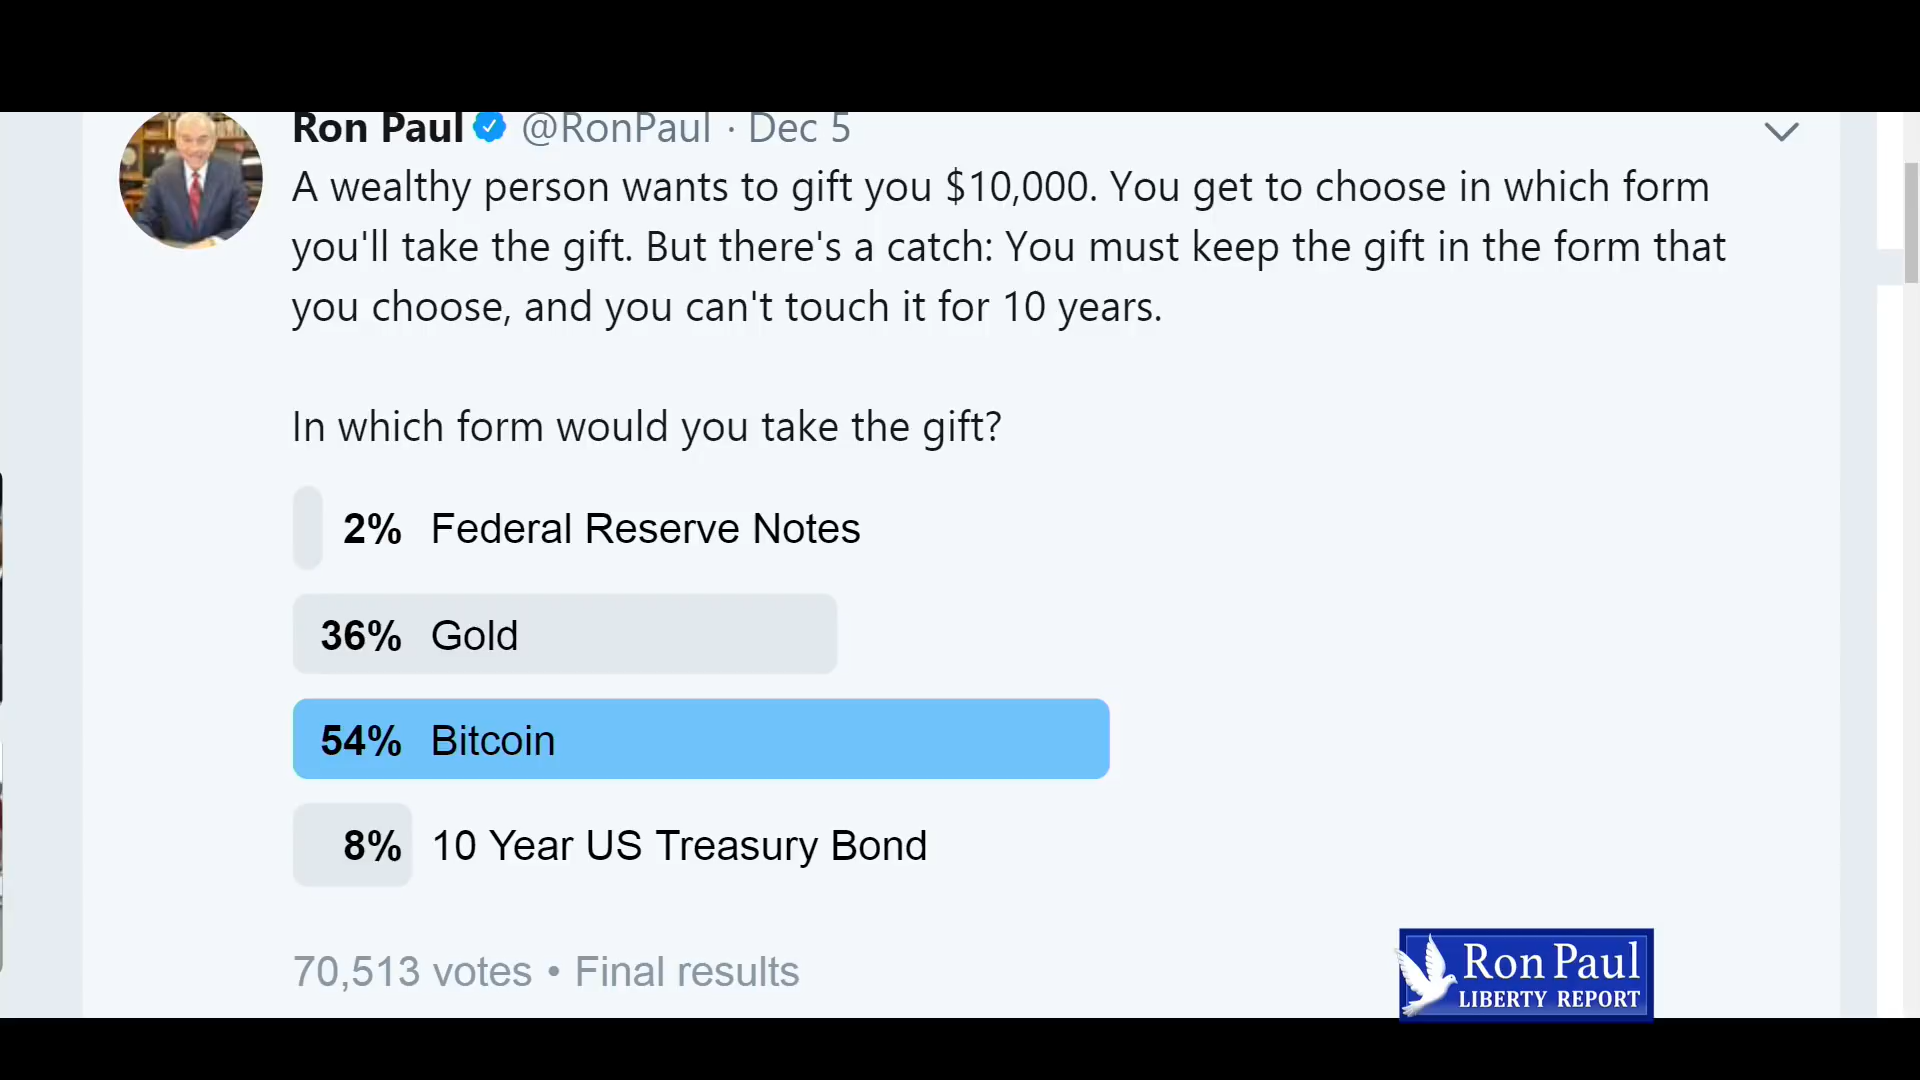 Ron Paul @RonPaul · Dec 5
A wealthy person wants to gift you $10,000. You get to choose in which form
you'll take the gift. But there's a catch: You must keep the gift in the form that
you choose, and you can't touch it for 10 years.
In which form would you take the gift?
2% Federal Reserve Notes
36% Gold
54% Bitcoin
8% 10 Year US Treasury Bond
70,513 votes • Final results
Ron Paul
LIBERTY REPORT